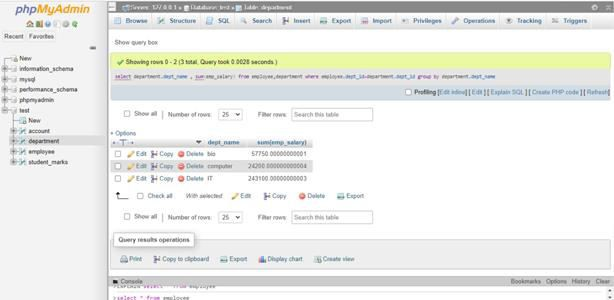 phpMyAdmin
Recent Favorites
New
information_schema
mysql
performance_schema
phpmyadmin
test
New
account
department
employee
student_marks
Server: 127.0.0.1 » Database: test » Table: department
Browse Structure SQL Search Insert Export Import Privileges Operations Tracking Triggers
Show query box
Showing rows 0 - 2 (3 total, Query took 0.0028 seconds.)
select department.dept_name , sum(emp_salary) from employee,department where employee.dept_id=department.dept_id group by department.dept_name
Profiling [Edit inline] [ Edit ] [ Explain SQL ] [ Create PHP code ] [ Refresh]
Show all Number of rows: 25 Filter rows: Search this table
+ Options
dept_name sum(emp_salary)
Edit Copy Delete bio 57750.00000000001
Edit Copy Delete computer 24200.000000000004
Edit Copy Delete IT 243100.00000000003
Check all With selected: Edit Copy Delete Export
Show all Number of rows: 25 Filter rows: Search this table
Query results operations
Print Copy to clipboard Export Display chart Create view
Console Bookmarks Options History Clear
>EXPLAIN select * from employee
>select * from employee